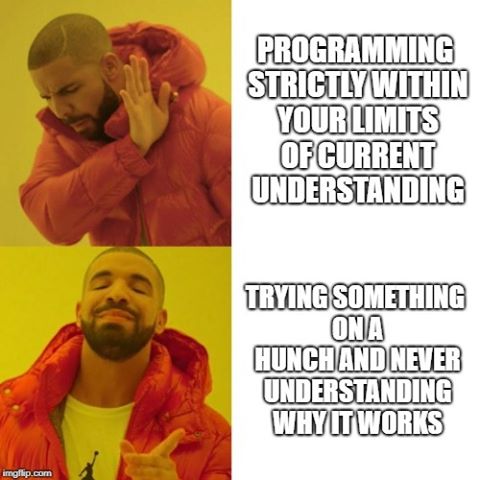 PROGRAMMING
STRICTLY WITHIN
YOUR LIMITS
OF CURRENT
UNDERSTANDING
TRYING SOMETHING
ON A
HUNCH AND NEVER
UNDERSTANDING
WHY IT WORKS
imgflip.com